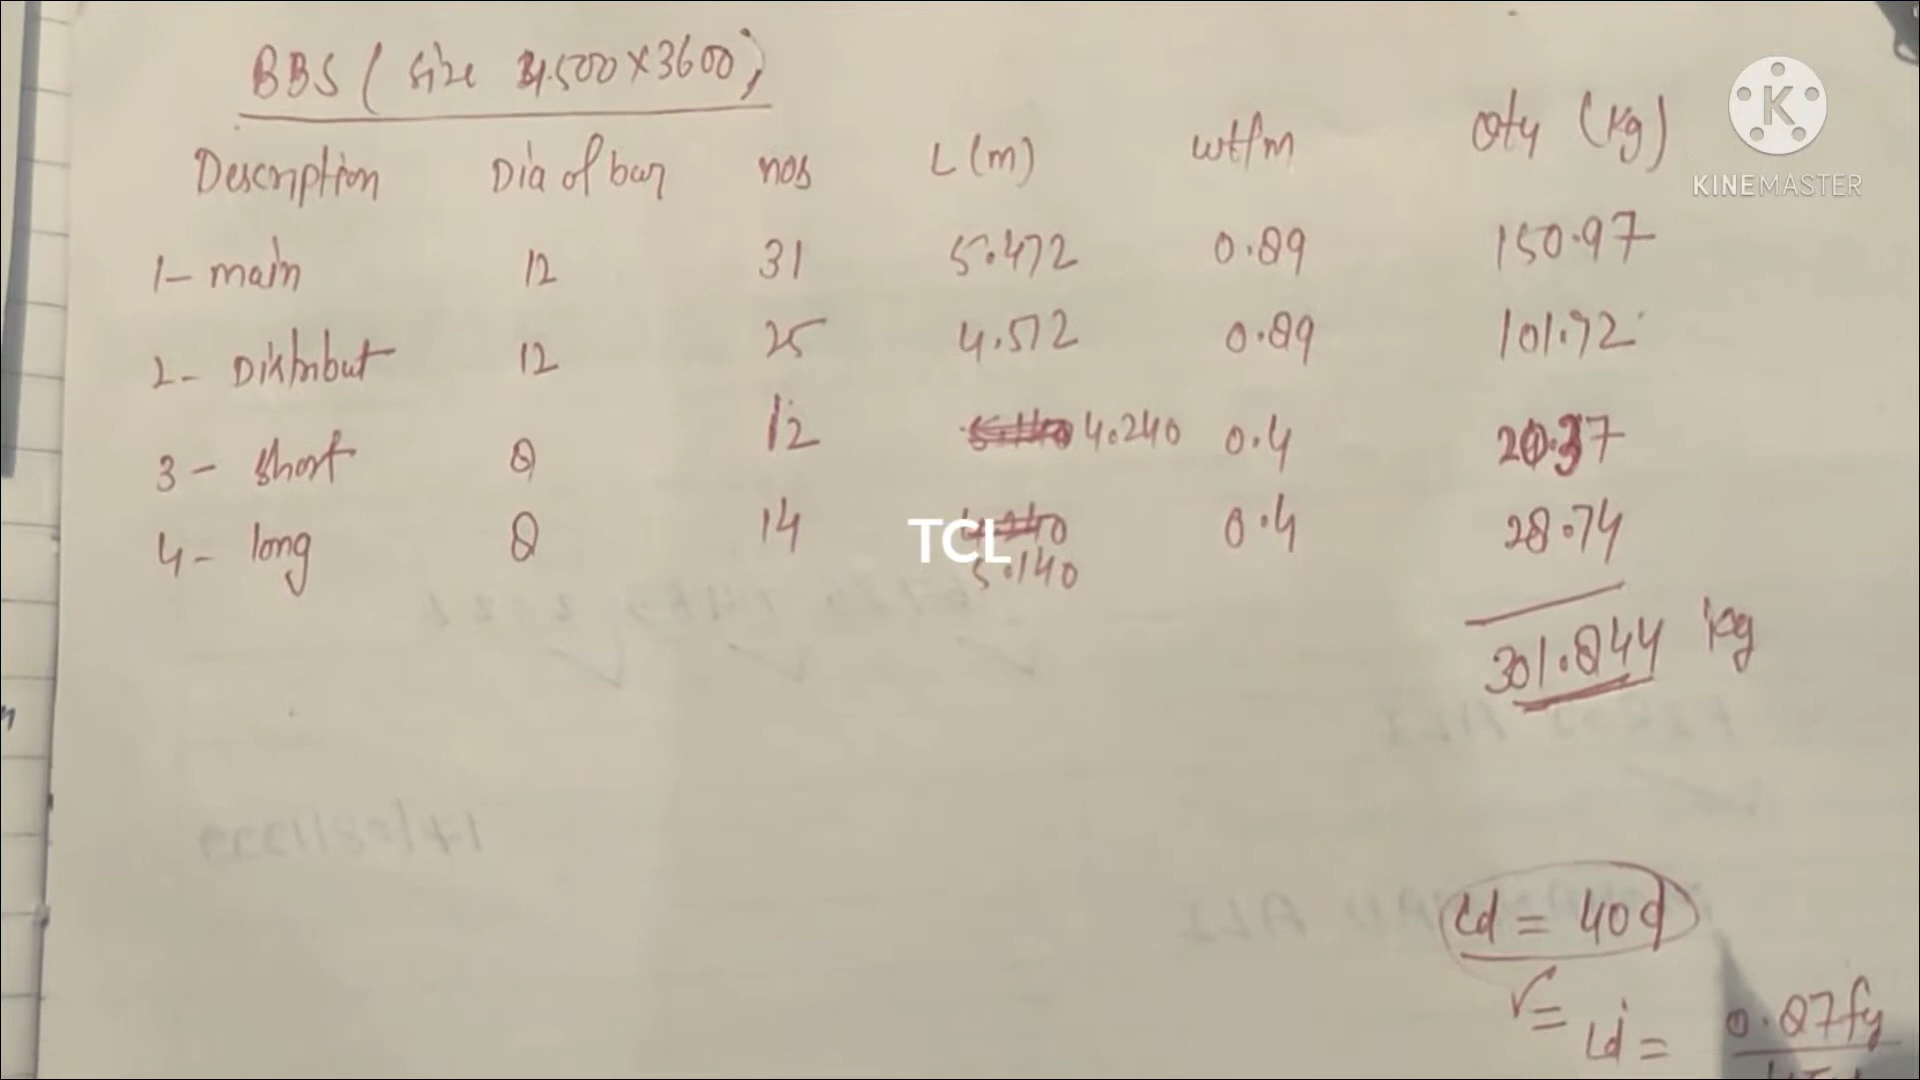 BBS ( size 4.500×3600)
Description Dia of bar nos L (m) wt/m Qty (Kg)
1- main 12 31 5.472 0.89 150.97
2- Distribut 12 25 4.572 0.89 101.72
3- short 8 12 4.240 0.4 20.37
4- long 8 14 5.140 0.4 28.74
301.844 kg
Ld = 40d
Ld = 0.87fy
KINEMASTER
TCL